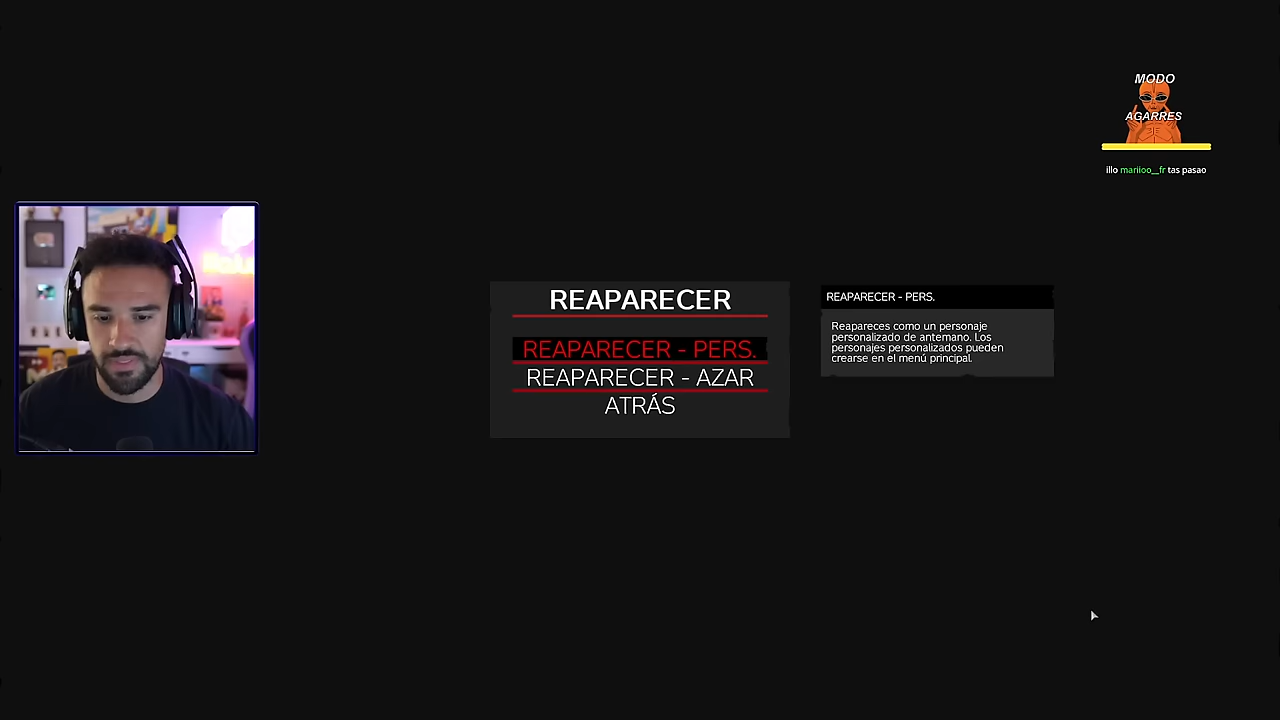 MODO
AGARRES
illo mariioo__fr tas pasao
REAPARECER
REAPARECER - PERS.
REAPARECER - AZAR
ATRÁS
REAPARECER - PERS.
Reapareces como un personaje
personalizado de antemano. Los
personajes personalizados pueden
crearse en el menú principal.